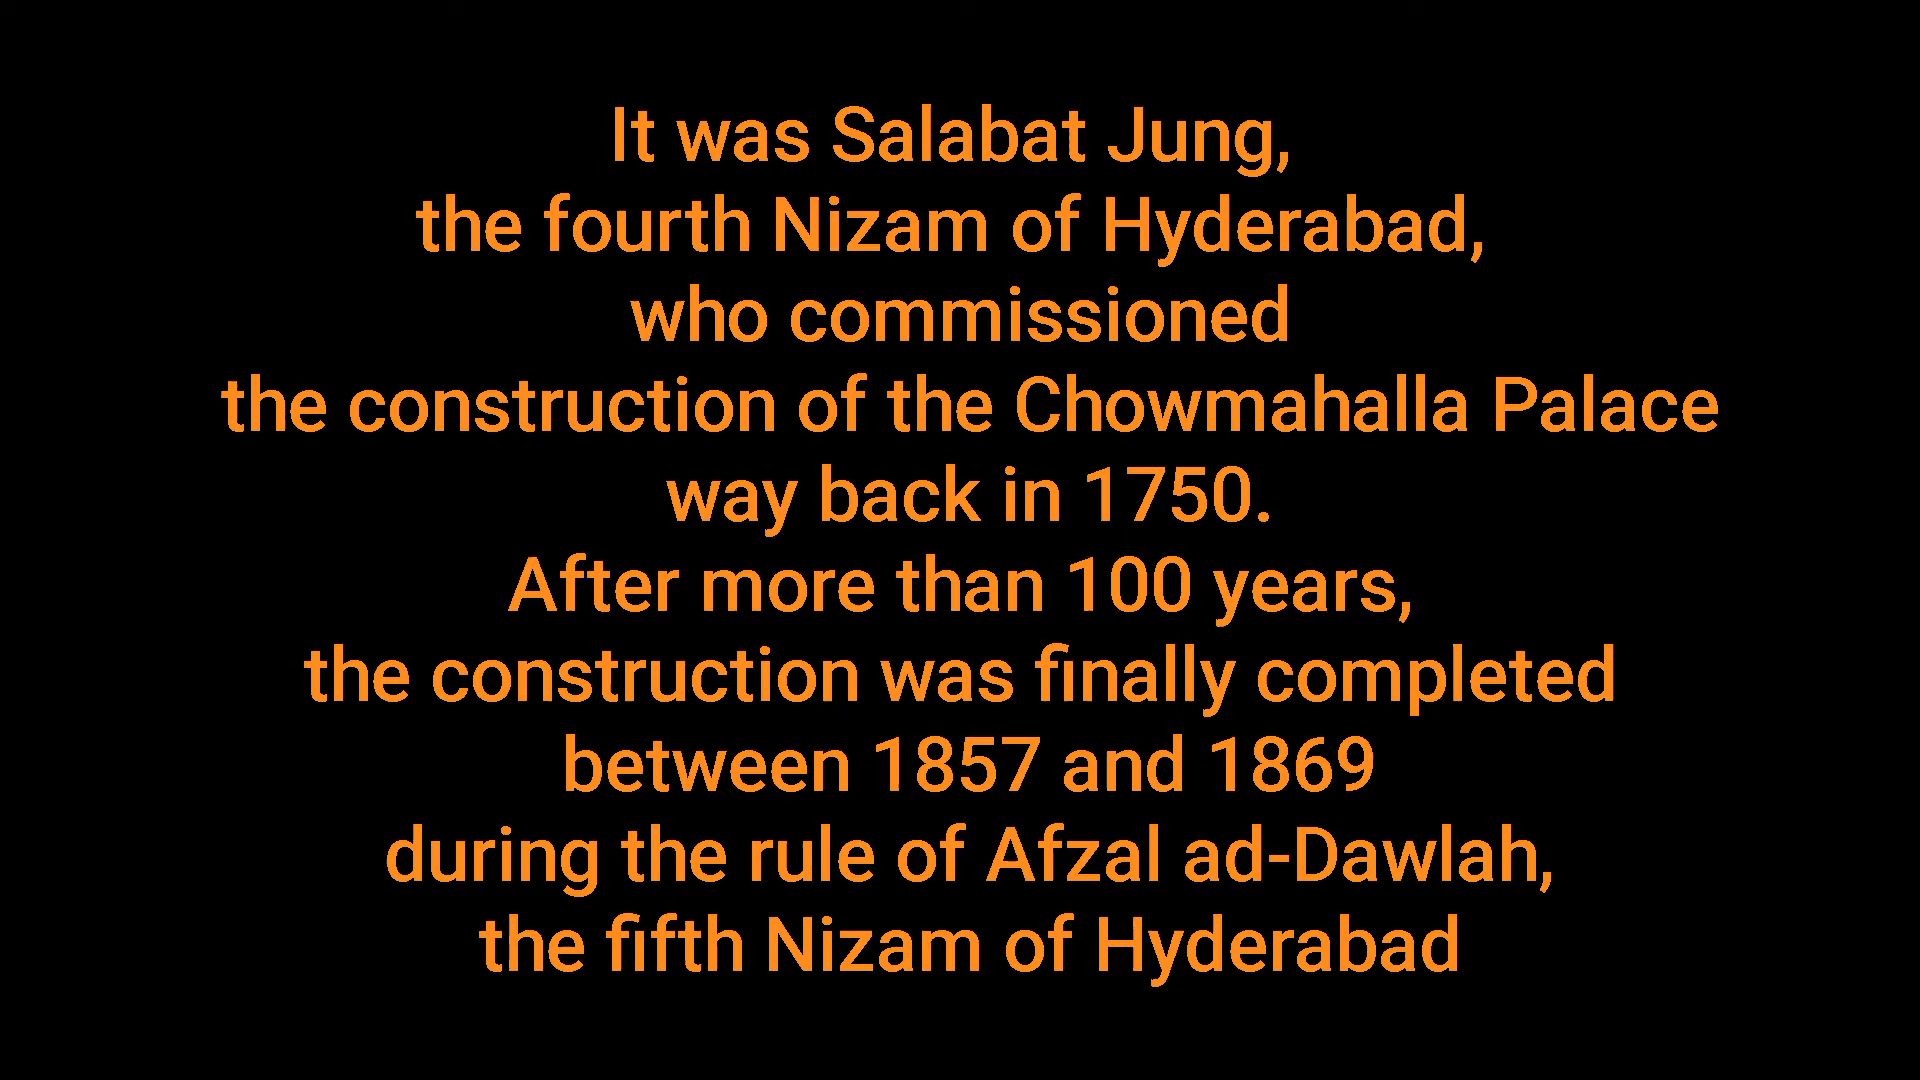 It was Salabat Jung,
the fourth Nizam of Hyderabad,
who commissioned
the construction of the Chowmahalla Palace
way back in 1750.
After more than 100 years,
the construction was finally completed
between 1857 and 1869
during the rule of Afzal ad-Dawlah,
the fifth Nizam of Hyderabad